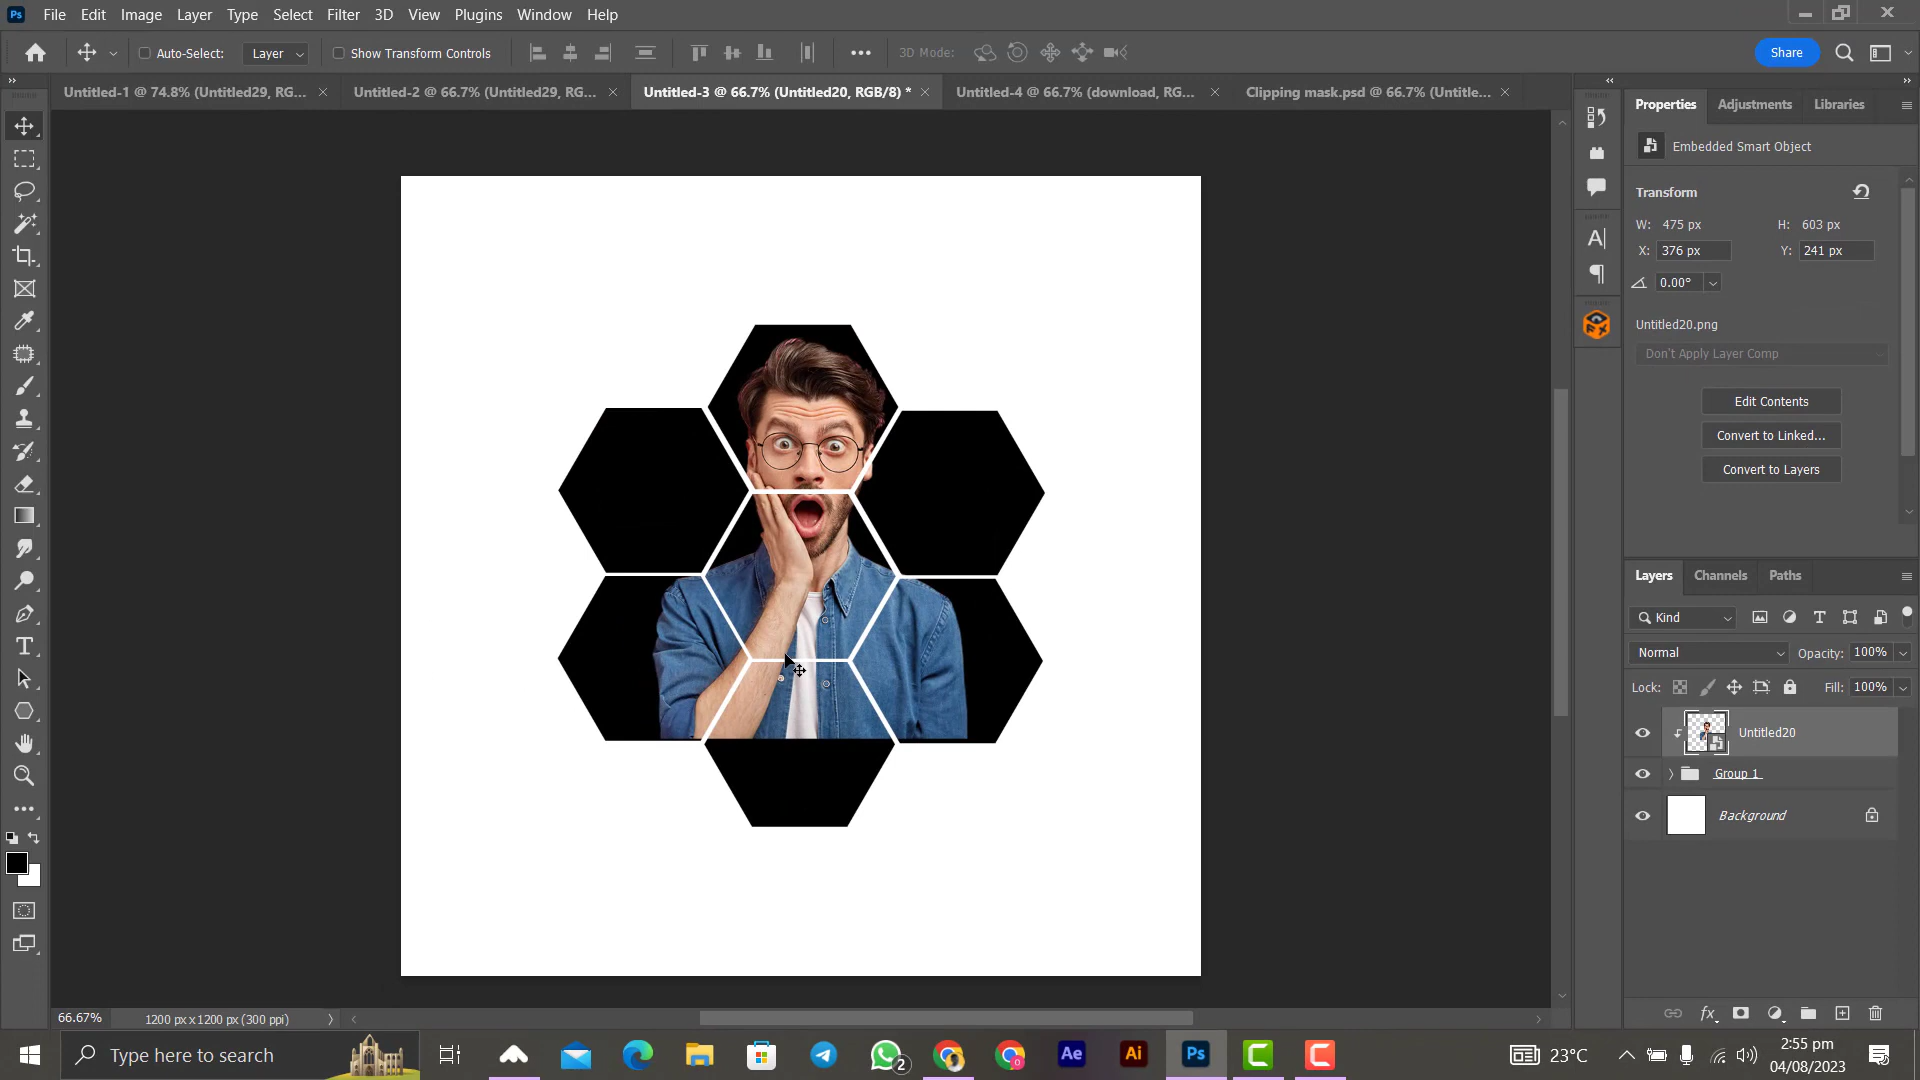 Ps File Edit Image Layer Type Select Filter 3D View Plugins Window Help
Auto-Select: Layer Show Transform Controls ••• 3D Mode: Share
Untitled-1 @ 74.8% (Untitled29, RG... Untitled-2 @ 66.7% (Untitled29, RG... Untitled-3 @ 66.7% (Untitled20, RGB/8) * Untitled-4 @ 66.7% (download, RG... Clipping mask.psd @ 66.7% (Untitle...
Properties Adjustments Libraries
Embedded Smart Object
Transform
W: 475 px H: 603 px
X: 376 px Y: 241 px
0.00°
Untitled20.png
Don't Apply Layer Comp
Edit Contents
Convert to Linked...
Convert to Layers
Layers Channels Paths
Kind
Normal Opacity: 100%
Lock: Fill: 100%
Untitled20
Group 1
Background
66.67% 1200 px x 1200 px (300 ppi)
Type here to search
2
Ae
Ai
Ps
23°C
2:55 pm
04/08/2023